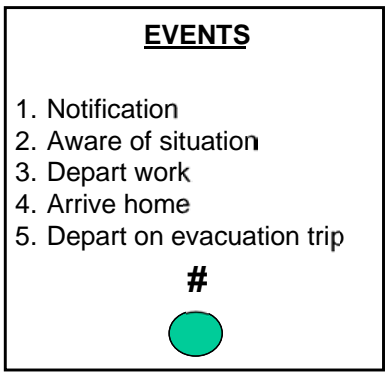 EVENTS
1. Notification
2. Aware of situation
3. Depart work
4. Arrive home
5. Depart on evacuation trip
#